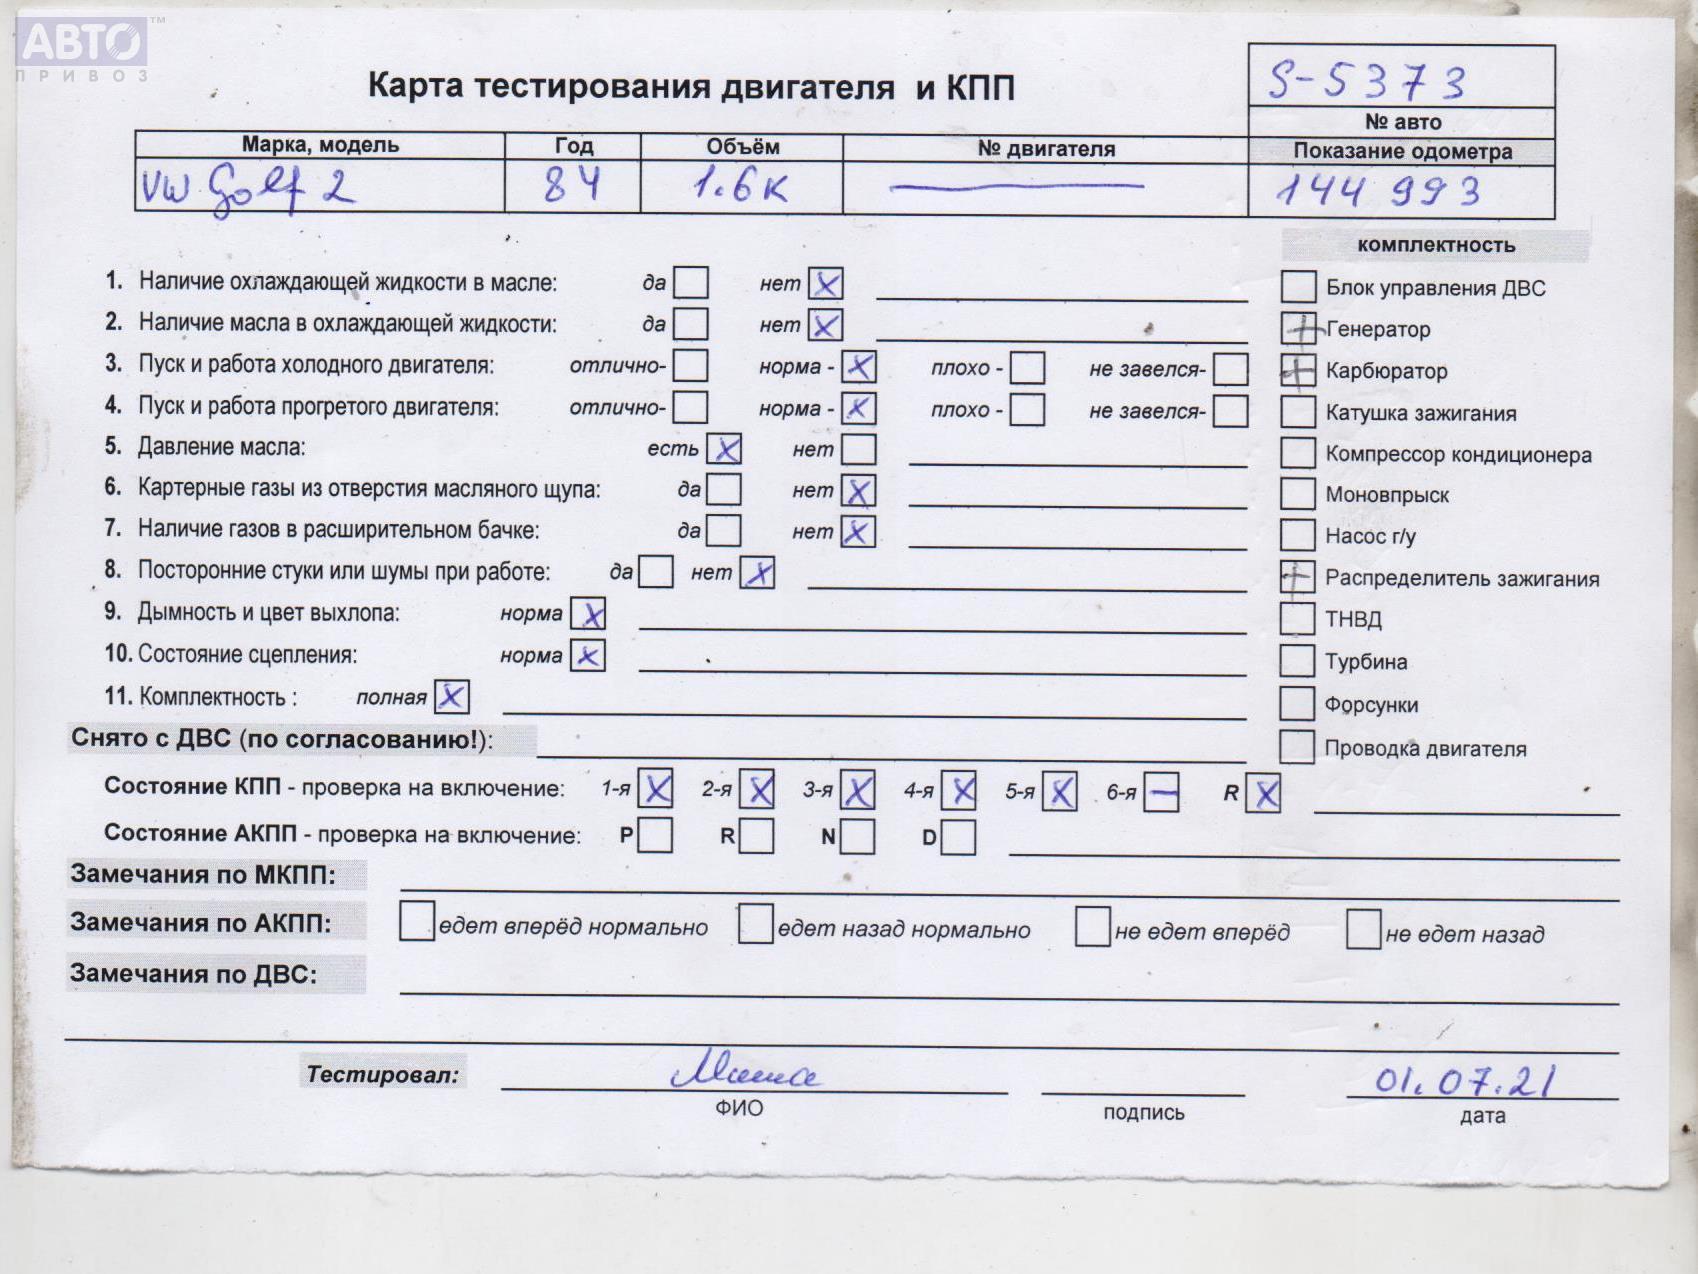 АВТО™
ПРИВОЗ
Карта тестирования двигателя и КПП
S-5373
№ авто
Марка, модель Год Объём № двигателя Показание одометра
VW Golf 2 84 1.6к — 144 993
комплектность
1. Наличие охлаждающей жидкости в масле: да нет X
Блок управления ДВС
2. Наличие масла в охлаждающей жидкости: да нет X
+ Генератор
3. Пуск и работа холодного двигателя: отлично- норма - X плохо - не завелся-
+ Карбюратор
4. Пуск и работа прогретого двигателя: отлично- норма - X плохо - не завелся-
Катушка зажигания
5. Давление масла: есть X нет
Компрессор кондиционера
6. Картерные газы из отверстия масляного щупа: да нет X
Моновпрыск
7. Наличие газов в расширительном бачке: да нет X
Насос г/у
8. Посторонние стуки или шумы при работе: да нет X
+ Распределитель зажигания
9. Дымность и цвет выхлопа: норма X
ТНВД
10. Состояние сцепления: норма X
Турбина
11. Комплектность : полная X
Форсунки
Снято с ДВС (по согласованию!):
Проводка двигателя
Состояние КПП - проверка на включение: 1-я X 2-я X 3-я X 4-я X 5-я X 6-я — R X
Состояние АКПП - проверка на включение: P R N D
Замечания по МКПП:
Замечания по АКПП: едет вперёд нормально едет назад нормально не едет вперёд не едет назад
Замечания по ДВС:
Тестировал: Миша 01.07.21
ФИО подпись дата